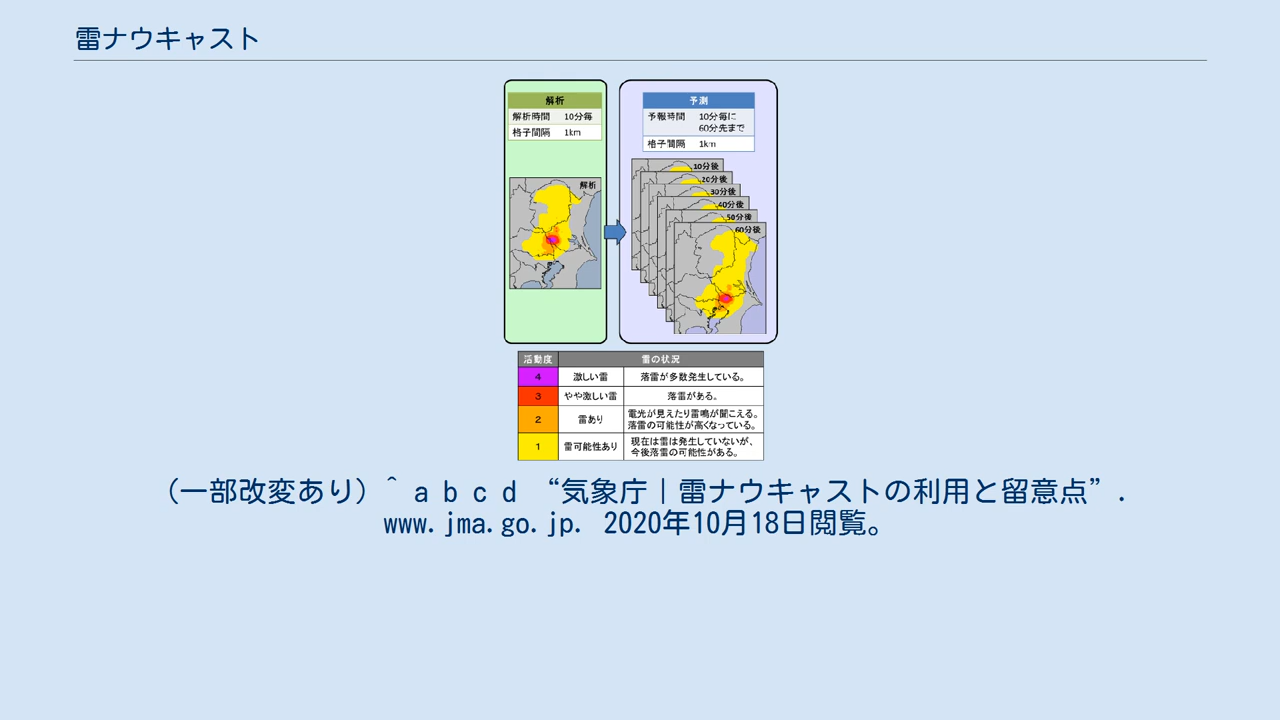 雷ナウキャスト
解析
解析時間 10分毎
格子間隔 1km
解析
予測
予報時間 10分毎に
60分先まで
格子間隔 1km
10分後
20分後
30分後
40分後
50分後
60分後
活動度 雷の状況
4 激しい雷 落雷が多数発生している。
3 やや激しい雷 落雷がある。
2 雷あり 電光が見えたり雷鳴が聞こえる。
落雷の可能性が高くなっている。
1 雷可能性あり 現在は雷は発生していないが、
今後落雷の可能性がある。
（一部改変あり）^ a b c d “気象庁｜雷ナウキャストの利用と留意点”.
www.jma.go.jp. 2020年10月18日閲覧。